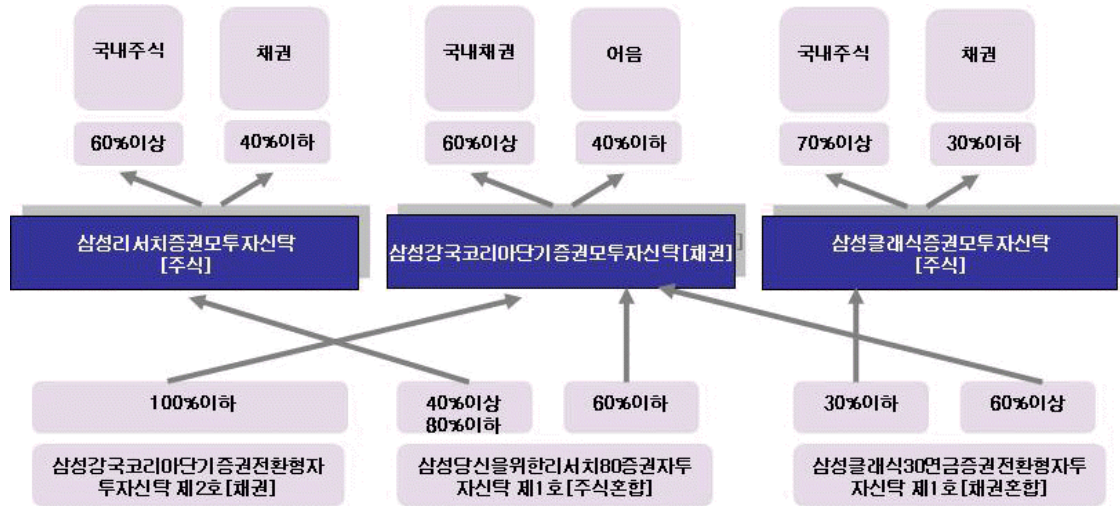 국내주식
채권
국내채권
어음
국내주식
채권
60%이상
40%이하
60%이상
40%이하
70%이상
30%이하
삼성리서치증권모투자신탁
[주식]
삼성강국코리아단기증권모투자신탁[채권]
삼성클래식증권모투자신탁
[주식]
100%이하
40%이상
80%이하
60%이하
30%이하
60%이상
삼성강국코리아단기증권전환형자
투자신탁 제2호[채권]
삼성당신을위한리서치80증권자투
자신탁 제1호[주식혼합]
삼성클래식30연금증권전환형자투
자신탁 제1호[채권혼합]